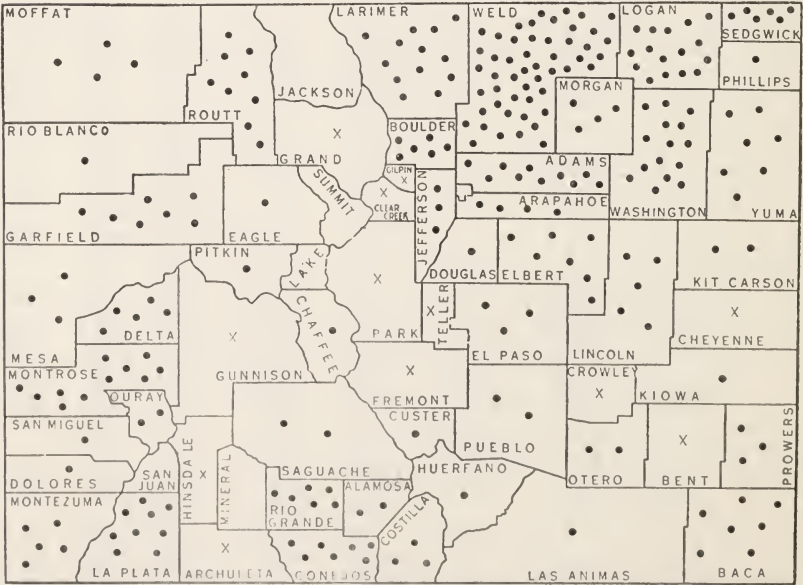 MOFFAT
LARIMER
WELD
LOGAN
SEDGWICK
PHILLIPS
JACKSON
MORGAN
ROUTT
RIO BLANCO
BOULDER
GRAND
ADAMS
GILPIN
SUMMIT
CLEAR
CREEK
JEFFERSON
ARAPAHOE
WASHINGTON
YUMA
GARFIELD
EAGLE
PITKIN
LAKE
DOUGLAS
ELBERT
KIT CARSON
TELLER
CHAFFEE
DELTA
PARK
CHEYENNE
MESA
GUNNISON
EL PASO
LINCOLN
MONTROSE
CROWLEY
OURAY
FREMONT
KIOWA
SAN MIGUEL
CUSTER
PUEBLO
PROWERS
HINSDALE
MINERAL
SAGUACHE
HUERFANO
OTERO
BENT
DOLORES
SAN
JUAN
ALAMOSA
MONTEZUMA
RIO
GRANDE
COSTILLA
LA PLATA
ARCHULETA
CONEJOS
LAS ANIMAS
BACA